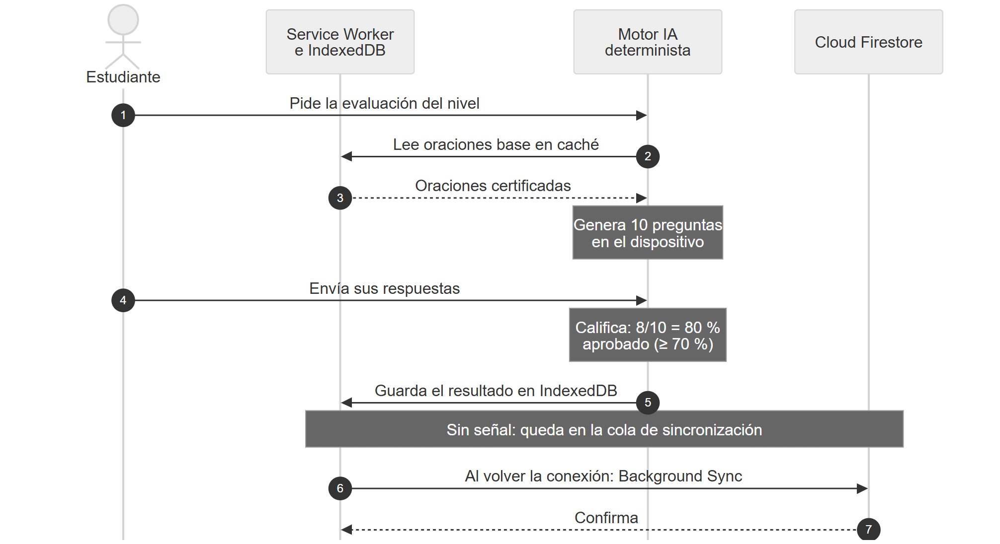 Estudiante
Service Worker
e IndexedDB
Motor IA
determinista
Cloud Firestore
Pide la evaluación del nivel
1
Lee oraciones base en caché
2
Oraciones certificadas
3
Genera 10 preguntas
en el dispositivo
Envía sus respuestas
4
Califica: 8/10 = 80 %
aprobado (≥ 70 %)
Guarda el resultado en IndexedDB
5
Sin señal: queda en la cola de sincronización
Al volver la conexión: Background Sync
6
Confirma
7